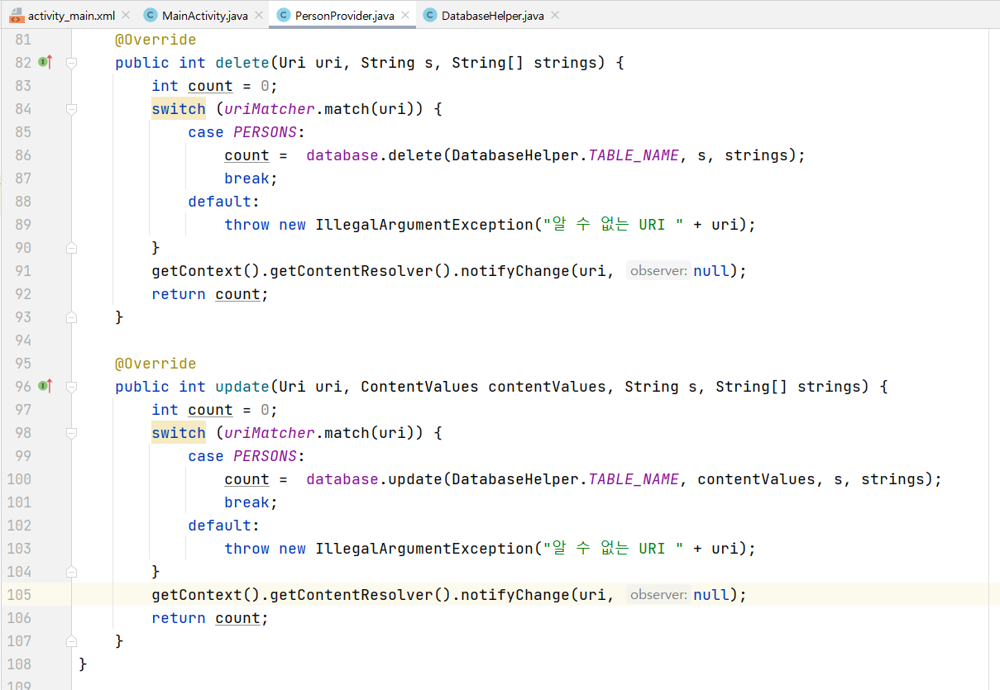 activity_main.xml MainActivity.java PersonProvider.java DatabaseHelper.java
81 @Override
82 public int delete(Uri uri, String s, String[] strings) {
83 int count = 0;
84 switch (uriMatcher.match(uri)) {
85 case PERSONS:
86 count =  database.delete(DatabaseHelper.TABLE_NAME, s, strings);
87 break;
88 default:
89 throw new IllegalArgumentException("알 수 없는 URI " + uri);
90 }
91 getContext().getContentResolver().notifyChange(uri, observer: null);
92 return count;
93 }
94
95 @Override
96 public int update(Uri uri, ContentValues contentValues, String s, String[] strings) {
97 int count = 0;
98 switch (uriMatcher.match(uri)) {
99 case PERSONS:
100 count =  database.update(DatabaseHelper.TABLE_NAME, contentValues, s, strings);
101 break;
102 default:
103 throw new IllegalArgumentException("알 수 없는 URI " + uri);
104 }
105 getContext().getContentResolver().notifyChange(uri, observer: null);
106 return count;
107 }
108 }
109